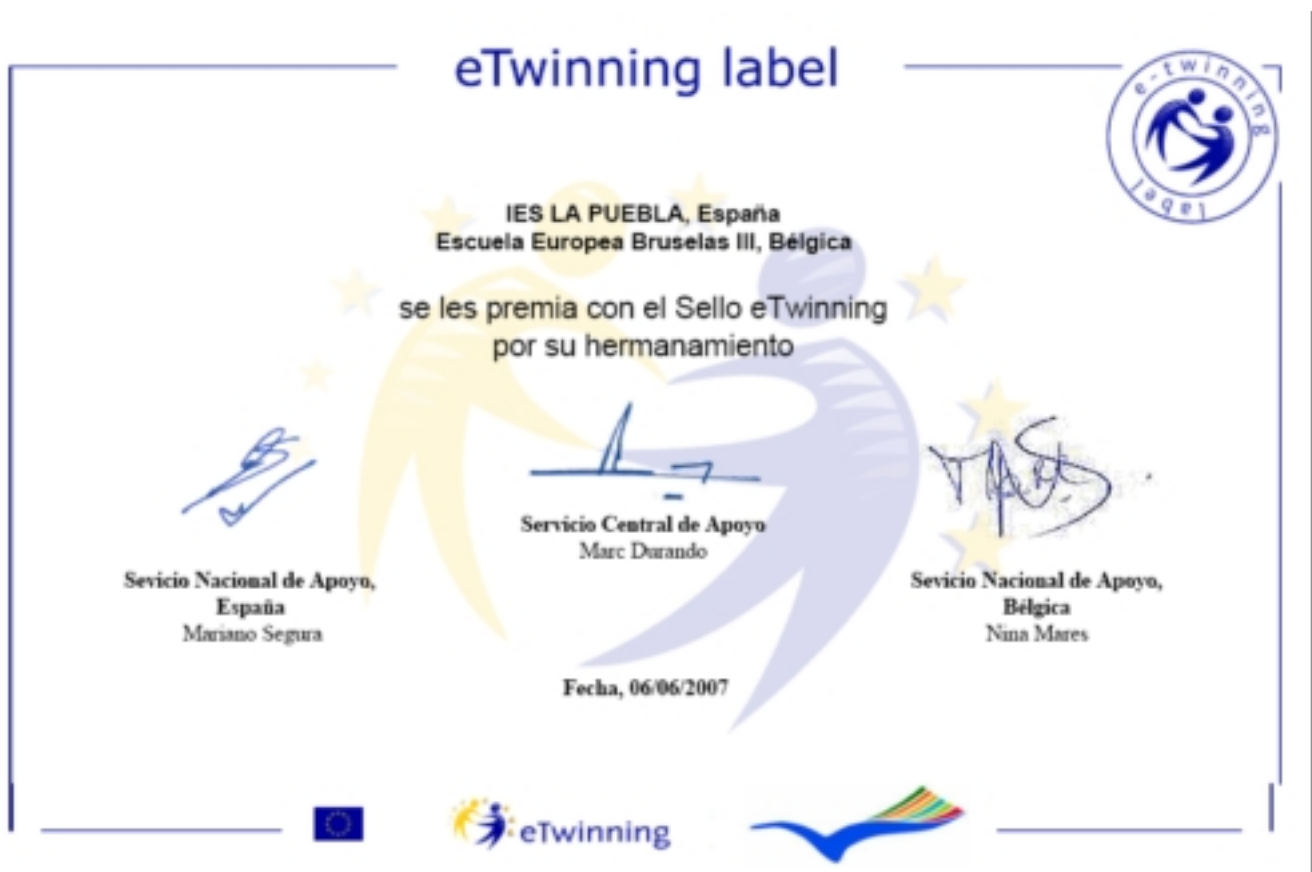 eTwinning label
e-twinning label
IES LA PUEBLA, España
Escuela Europea Bruselas III, Bélgica
se les premia con el Sello eTwinning
por su hermanamiento
Servicio Central de Apoyo
Marc Durando
Sevicio Nacional de Apoyo,
España
Mariano Segura
Sevicio Nacional de Apoyo,
Bélgica
Nina Mares
Fecha, 06/06/2007
eTwinning